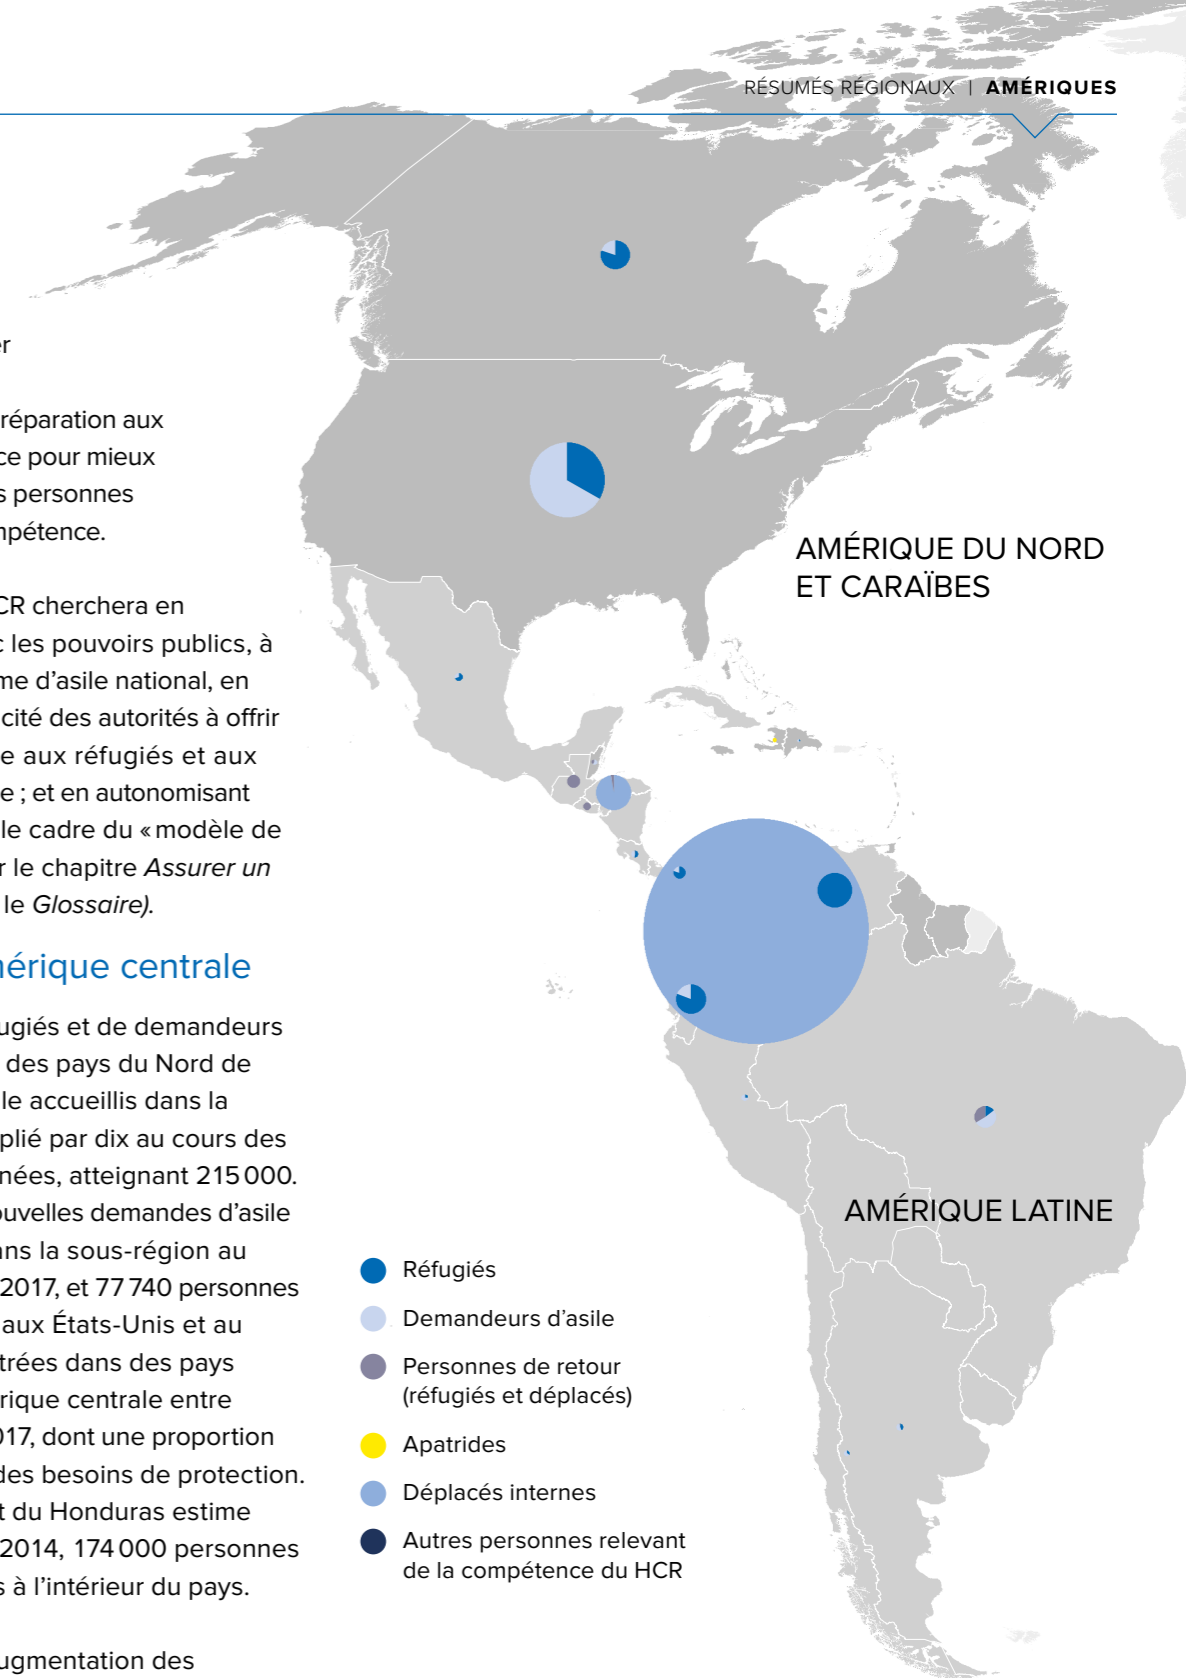 RÉSUMÉS RÉGIONAUX | AMÉRIQUES
er
réparation aux
ce pour mieux
s personnes
mpétence.
CR cherchera en
c les pouvoirs publics, à
me d'asile national, en
cité des autorités à offrir
e aux réfugiés et aux
e ; et en autonomisant
le cadre du « modèle de
r le chapitre Assurer un
le Glossaire).
nérique centrale
ugiés et de demandeurs
des pays du Nord de
le accueillis dans la
plié par dix au cours des
nées, atteignant 215 000.
ouvelles demandes d'asile
ans la sous-région au
2017, et 77 740 personnes
aux États-Unis et au
trées dans des pays
rique centrale entre
017, dont une proportion
des besoins de protection.
t du Honduras estime
2014, 174 000 personnes
s à l'intérieur du pays.
ugmentation des
AMÉRIQUE DU NORD
ET CARAÏBES
AMÉRIQUE LATINE
Réfugiés
Demandeurs d'asile
Personnes de retour
(réfugiés et déplacés)
Apatrides
Déplacés internes
Autres personnes relevant
de la compétence du HCR